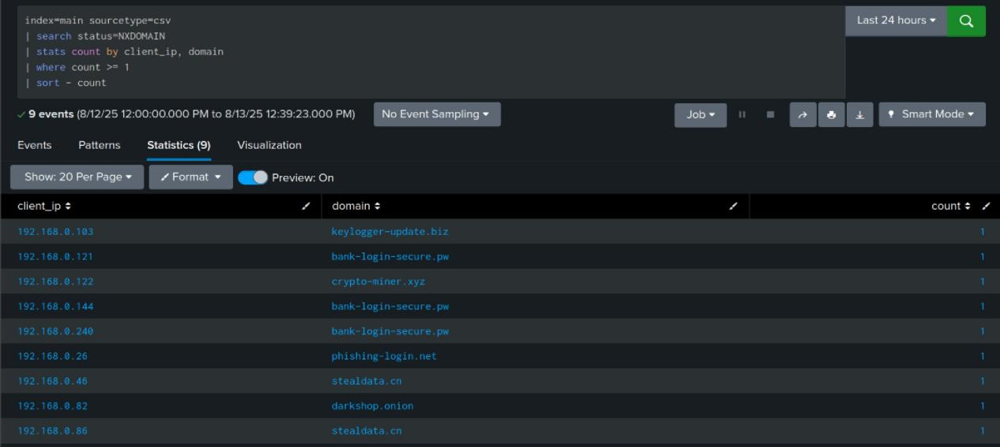 index=main sourcetype=csv
| search status=NXDOMAIN
| stats count by client_ip, domain
| where count >= 1
| sort - count
Last 24 hours
9 events (8/12/25 12:00:00.000 PM to 8/13/25 12:39:23.000 PM)
No Event Sampling
Job
Smart Mode
Events Patterns Statistics (9) Visualization
Show: 20 Per Page Format Preview: On
client_ip domain count
192.168.0.103 keylogger-update.biz 1
192.168.0.121 bank-login-secure.pw 1
192.168.0.122 crypto-miner.xyz 1
192.168.0.144 bank-login-secure.pw 1
192.168.0.240 bank-login-secure.pw 1
192.168.0.26 phishing-login.net 1
192.168.0.46 stealdata.cn 1
192.168.0.82 darkshop.onion 1
192.168.0.86 stealdata.cn 1